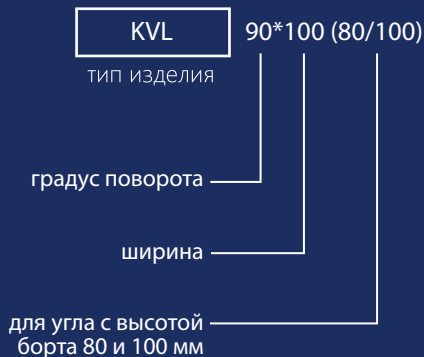 KVL 90*100 (80/100)
тип изделия
градус поворота
ширина
для угла с высотой
борта 80 и 100 мм